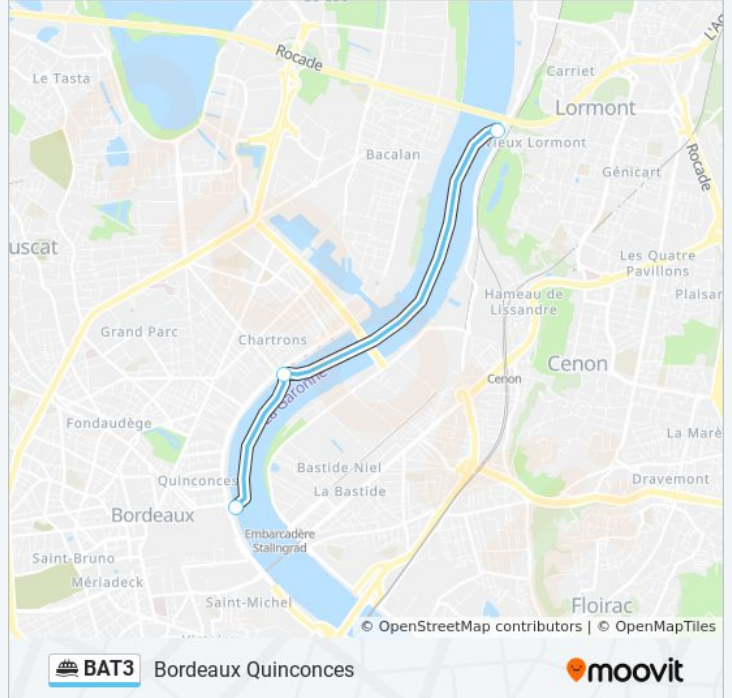 Le Tasta
Rocade
Carriet
L'A
Lormont
Vieux Lormont
Bacalan
Rocade
Génicart
uscat
Les Quatre
Pavillons
Hameau de
Lissandre
Plaisar
Grand Parc
Chartrons
Cenon
Cenon
La Garonne
Fondaudège
La Marè
Bastide Niel
Quinconces
La Bastide
Dravemont
Bordeaux
Embarcadère
Stalingrad
Saint-Bruno
Mériadeck
Saint-Michel
Floirac
© OpenStreetMap contributors | © OpenMapTiles
BAT3 Bordeaux Quinconces
moovit